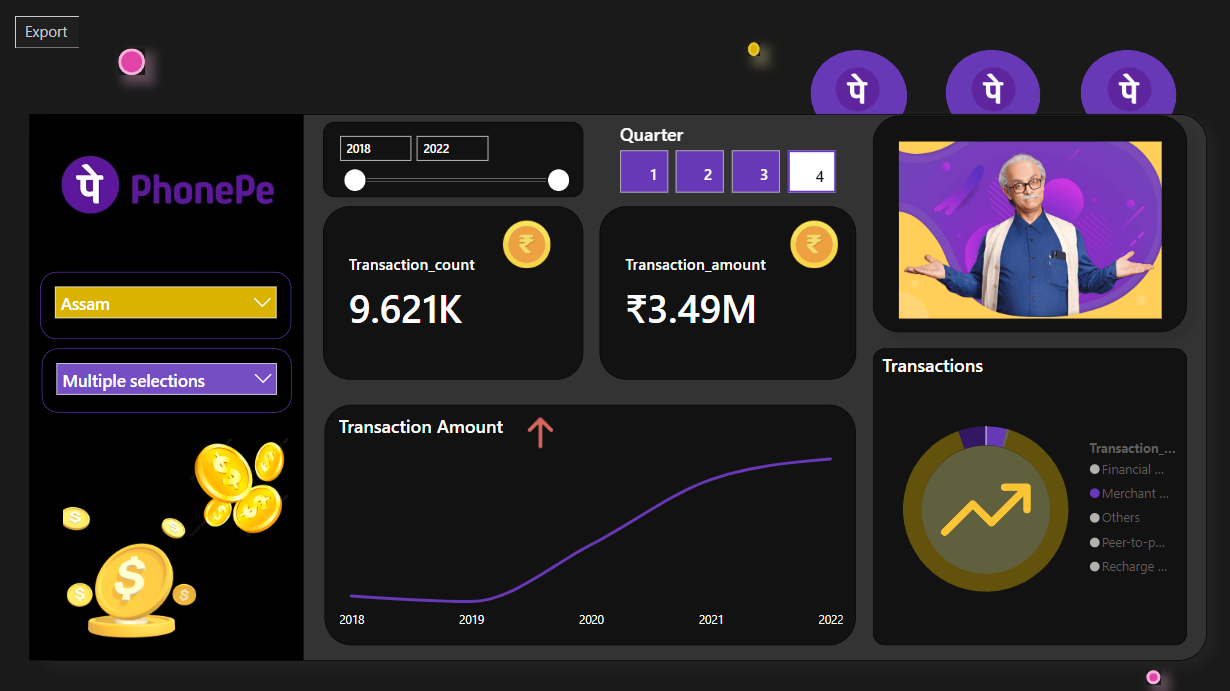 Export
पे
पे
पे
पे PhonePe
2018
2022
Quarter
1
2
3
4
Assam
Multiple selections
₹
Transaction_count
9.621K
₹
Transaction_amount
₹3.49M
Transaction Amount
2018
2019
2020
2021
2022
Transactions
Transaction_...
Financial ...
Merchant ...
Others
Peer-to-p...
Recharge ...
$
$
$
$
$
$
$
$
$